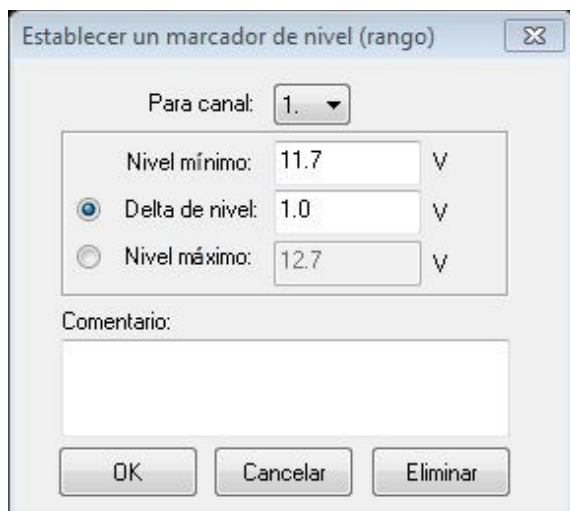 Establecer un marcador de nivel (rango)
Para canal: 1.
Nivel mínimo: 11.7 V
Delta de nivel: 1.0 V
Nivel máximo: 12.7 V
Comentario:
OK Cancelar Eliminar